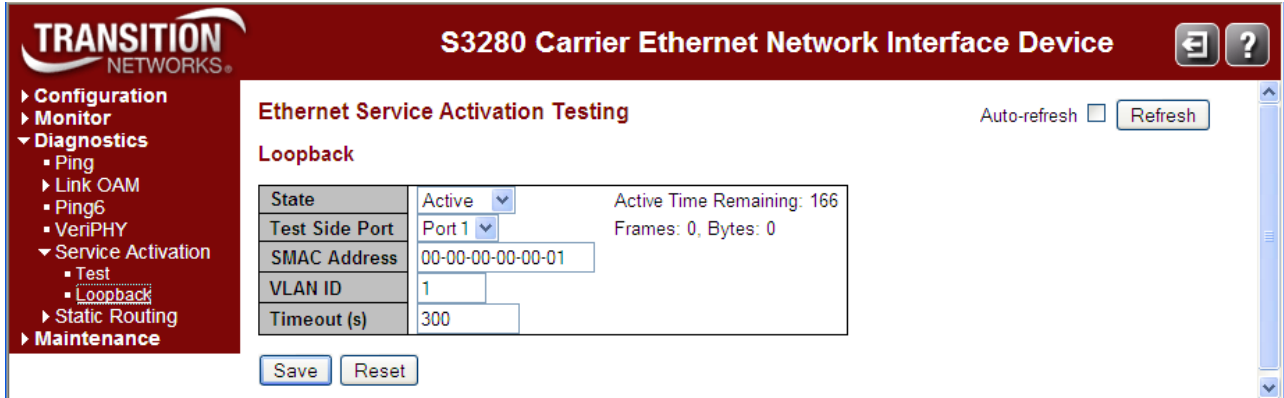 TRANSITION
NETWORKS®
S3280 Carrier Ethernet Network Interface Device
?
Configuration
Monitor
Diagnostics
Ping
Link OAM
Ping6
VeriPHY
Service Activation
Test
Loopback
Static Routing
Maintenance
Ethernet Service Activation Testing
Auto-refresh Refresh
Loopback
State Active Active Time Remaining: 166
Test Side Port Port 1 Frames: 0, Bytes: 0
SMAC Address 00-00-00-00-00-01
VLAN ID 1
Timeout (s) 300
Save Reset